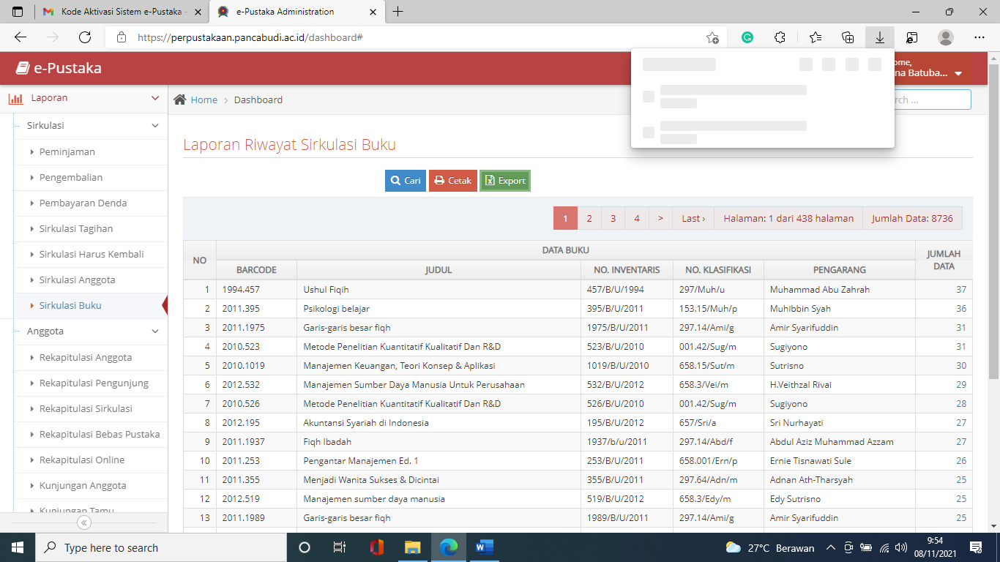 Kode Aktivasi Sistem e-Pustaka -
e-Pustaka Administration
https://perpustakaan.pancabudi.ac.id/dashboard#
e-Pustaka
ome,
na Batuba...
Laporan
Home > Dashboard
rch ...
Sirkulasi
Peminjaman
Pengembalian
Pembayaran Denda
Sirkulasi Tagihan
Sirkulasi Harus Kembali
Sirkulasi Anggota
Sirkulasi Buku
Anggota
Rekapitulasi Anggota
Rekapitulasi Pengunjung
Rekapitulasi Sirkulasi
Rekapitulasi Bebas Pustaka
Rekapitulasi Online
Kunjungan Anggota
Kunjungan Tamu
Laporan Riwayat Sirkulasi Buku
Cari Cetak Export
1 2 3 4 > Last › Halaman: 1 dari 438 halaman Jumlah Data: 8736
NO DATA BUKU JUMLAH DATA
BARCODE JUDUL NO. INVENTARIS NO. KLASIFIKASI PENGARANG
1 1994.457 Ushul Fiqih 457/B/U/1994 297/Muh/u Muhammad Abu Zahrah 37
2 2011.395 Psikologi belajar 395/B/U/2011 153.15/Muh/p Muhibbin Syah 36
3 2011.1975 Garis-garis besar fiqh 1975/B/U/2011 297.14/Ami/g Amir Syarifuddin 31
4 2010.523 Metode Penelitian Kuantitatif Kualitatif Dan R&D 523/B/U/2010 001.42/Sug/m Sugiyono 31
5 2010.1019 Manajemen Keuangan, Teori Konsep & Aplikasi 1019/B/U/2010 658.15/Sut/m Sutrisno 30
6 2012.532 Manajemen Sumber Daya Manusia Untuk Perusahaan 532/B/U/2012 658.3/Vei/m H.Veithzal Rivai 29
7 2010.526 Metode Penelitian Kuantitatif Kualitatif Dan R&D 526/B/U/2010 001.42/Sug/m Sugiyono 28
8 2012.195 Akuntansi Syariah di Indonesia 195/B/U/2012 657/Sri/a Sri Nurhayati 27
9 2011.1937 Fiqh Ibadah 1937/b/u/2011 297.14/Abd/f Abdul Aziz Muhammad Azzam 27
10 2011.253 Pengantar Manajemen Ed. 1 253/B/U/2011 658.001/Ern/p Ernie Tisnawati Sule 26
11 2011.355 Menjadi Wanita Sukses & Dicintai 355/B/U/2011 297.64/Adn/m Adnan Ath-Tharsyah 25
12 2012.519 Manajemen sumber daya manusia 519/B/U/2012 658.3/Edy/m Edy Sutrisno 25
13 2011.1989 Garis-garis besar fiqh 1989/B/U/2011 297.14/Ami/g Amir Syarifuddin 25
Type here to search
27°C Berawan
9:54
08/11/2021